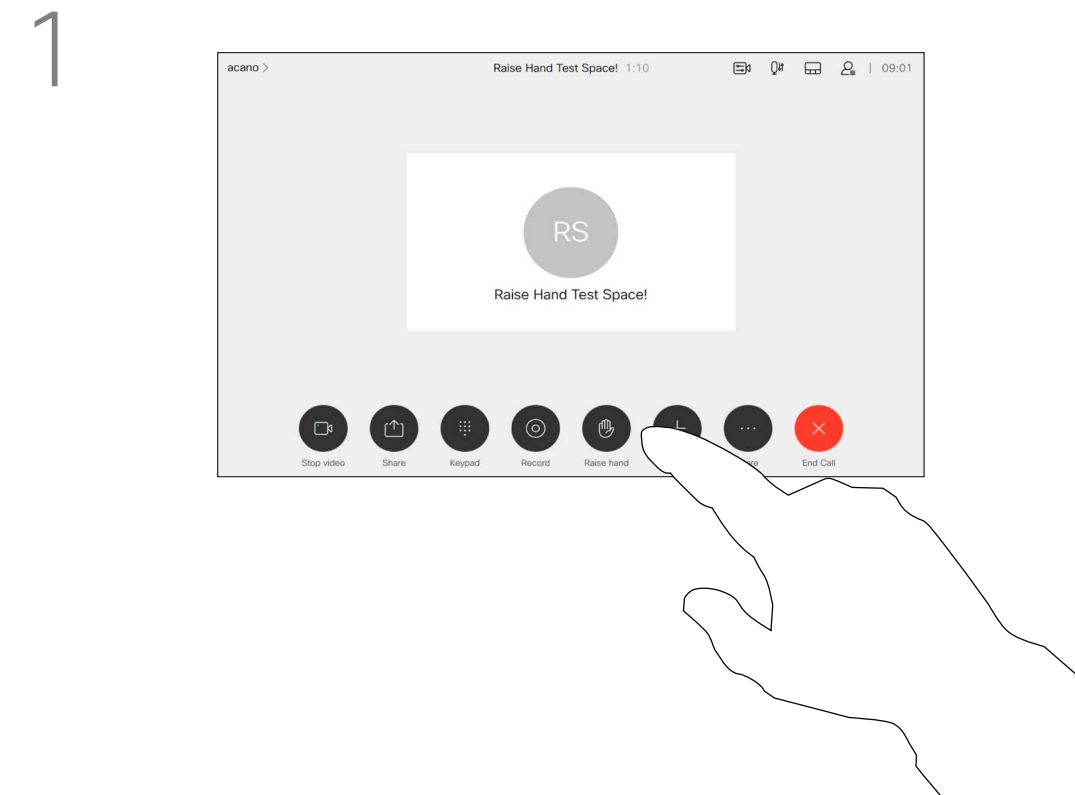 1
acano >
Raise Hand Test Space! 1:10
| 09:01
RS
Raise Hand Test Space!
Stop video
Share
Keypad
Record
Raise hand
End Call